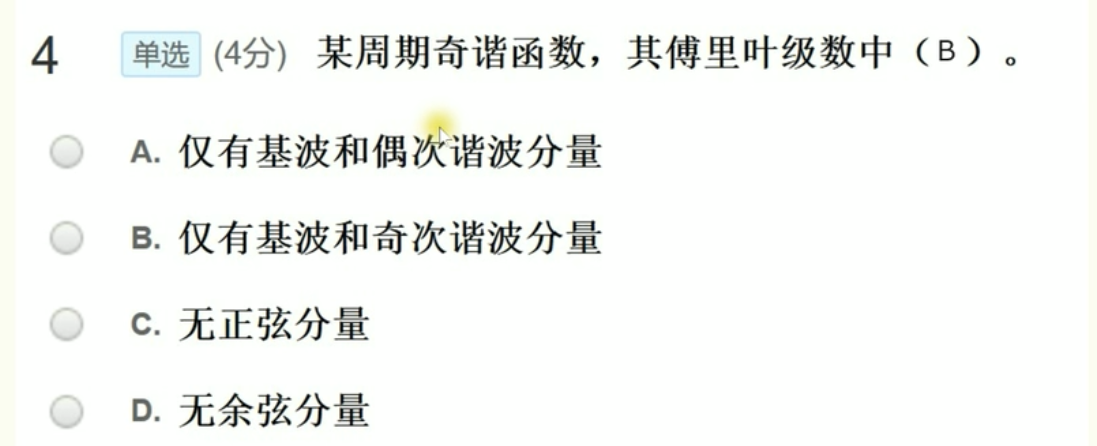 4 单选 (4分) 某周期奇谐函数，其傅里叶级数中（B）。
A. 仅有基波和偶次谐波分量
B. 仅有基波和奇次谐波分量
C. 无正弦分量
D. 无余弦分量